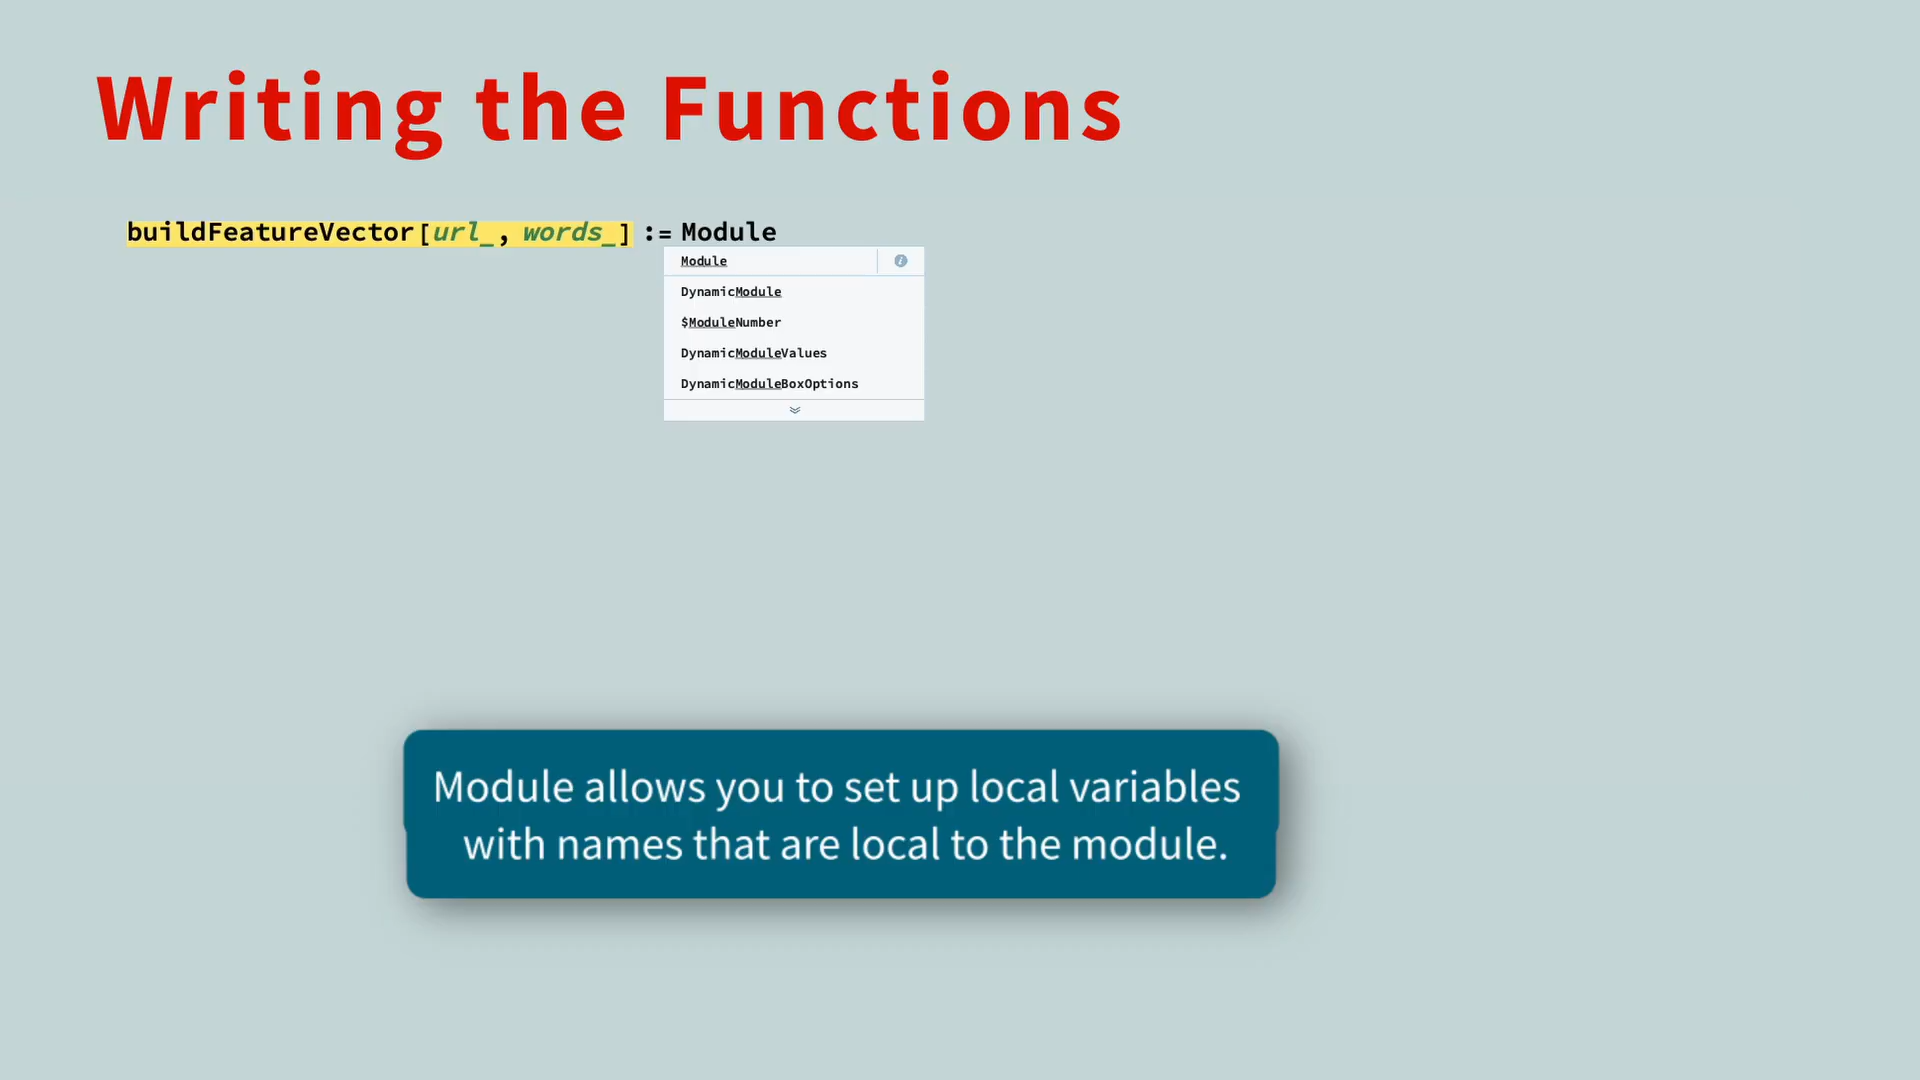 Writing the Functions
buildFeatureVector[url_, words_] := Module
Module
DynamicModule
$ModuleNumber
DynamicModuleValues
DynamicModuleBoxOptions
Module allows you to set up local variables
with names that are local to the module.